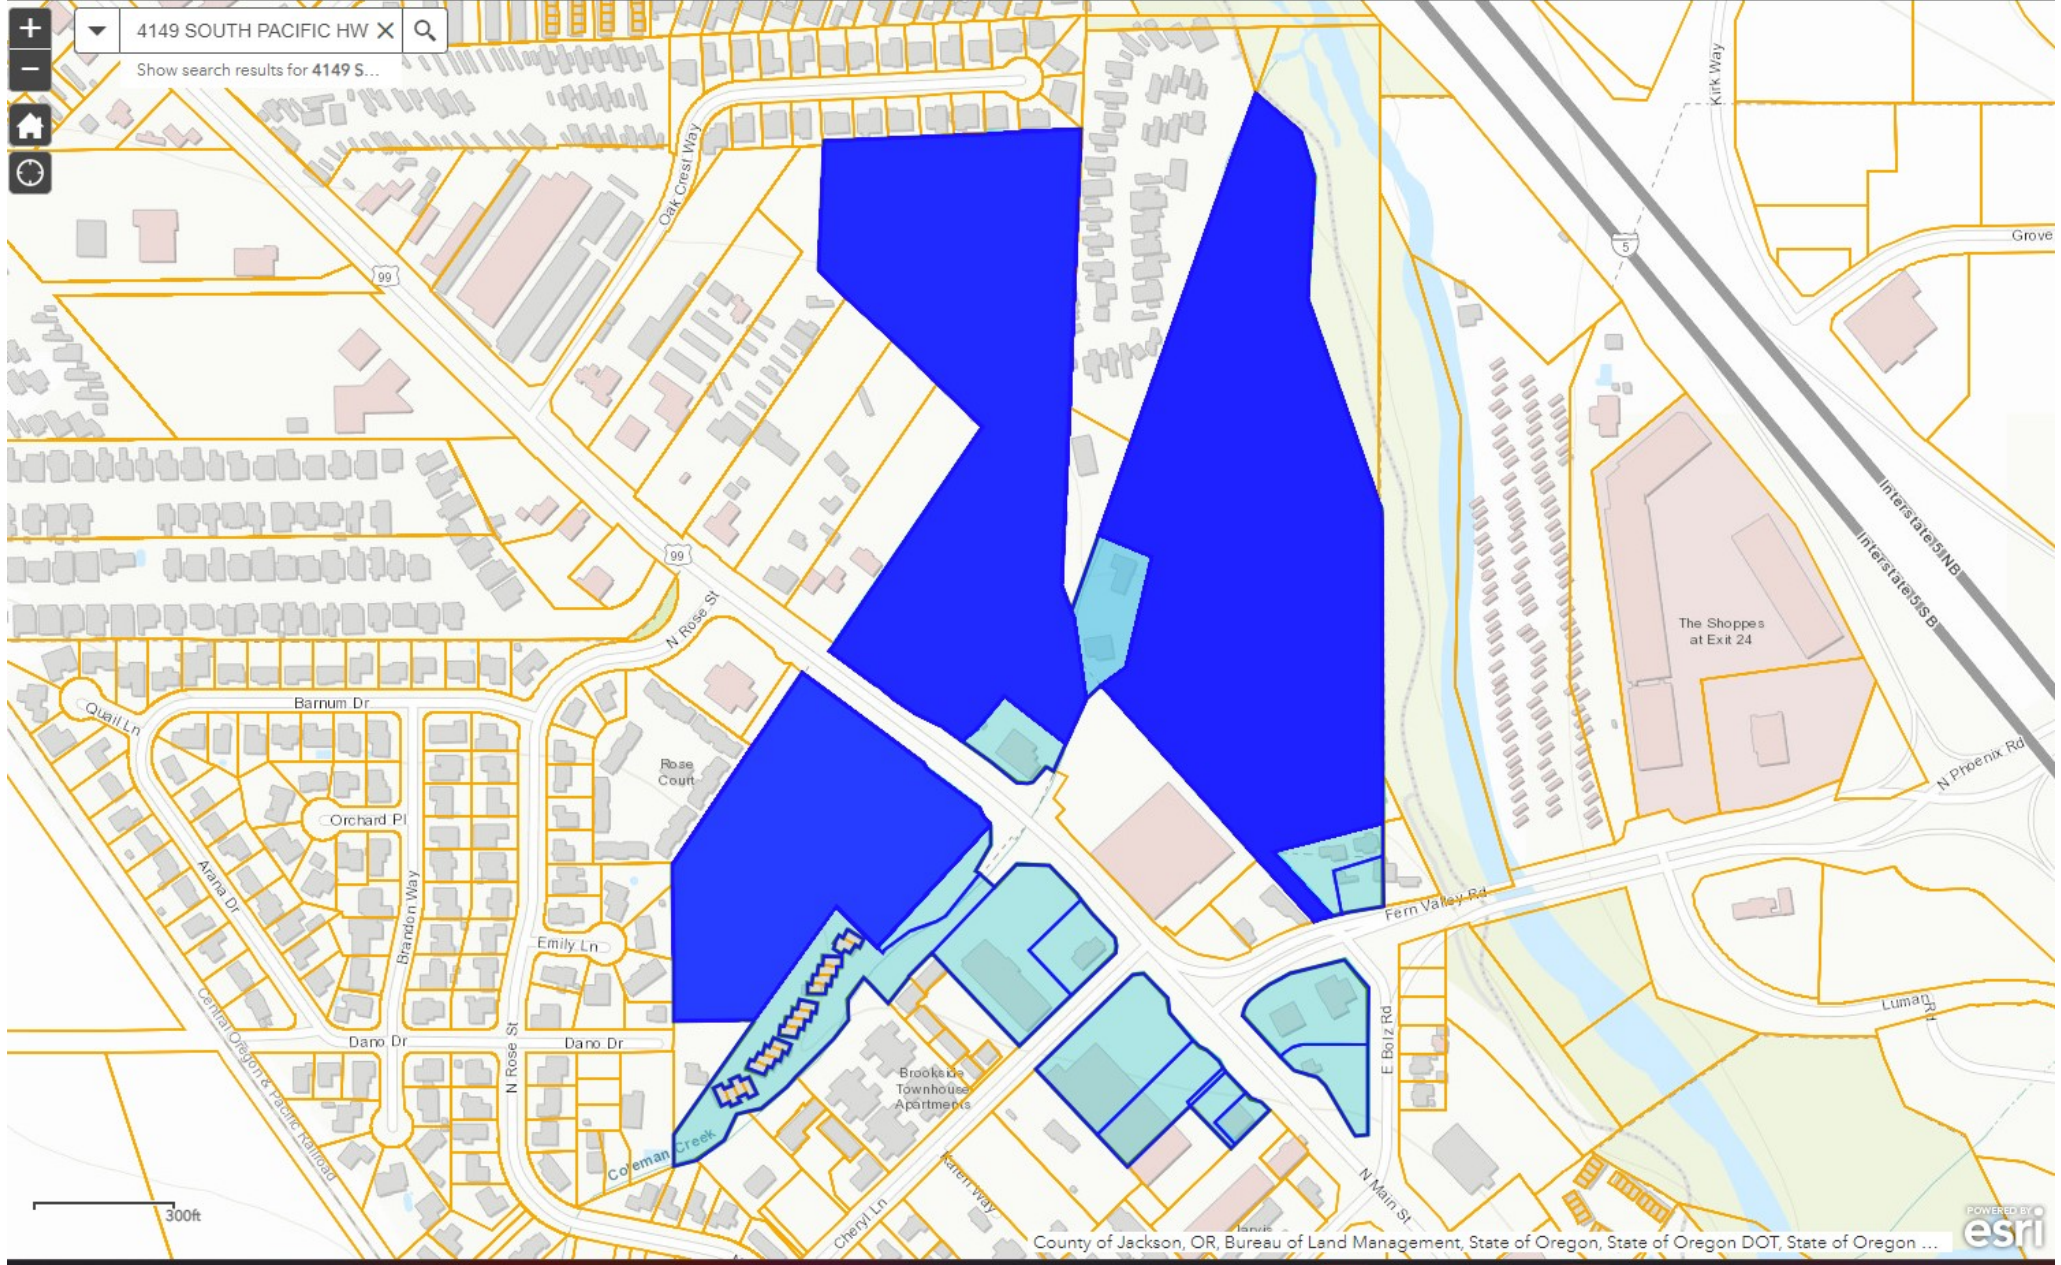 +
4149 SOUTH PACIFIC HW
Show search results for 4149 S...
−
Kirk Way
Oak Crest Way
Grove
5
99
Interstate 5 NB
Interstate 5 SB
99
N Rose St
The Shoppes
at Exit 24
Barnum Dr
Quail Ln
N Phoenix Rd
Rose
Court
Orchard Pl
Arana Dr
Brandon Way
Fern Valley Rd
Emily Ln
Luman Rd
Central Oregon & Pacific Railroad
Dano Dr
N Rose St
Dano Dr
E Bolz Rd
Brookside
Townhouse
Apartments
Coleman Creek
Karen Way
N Main St
Cheryl Ln
300ft
Jarvis
POWERED BY
esri
County of Jackson, OR, Bureau of Land Management, State of Oregon, State of Oregon DOT, State of Oregon ...